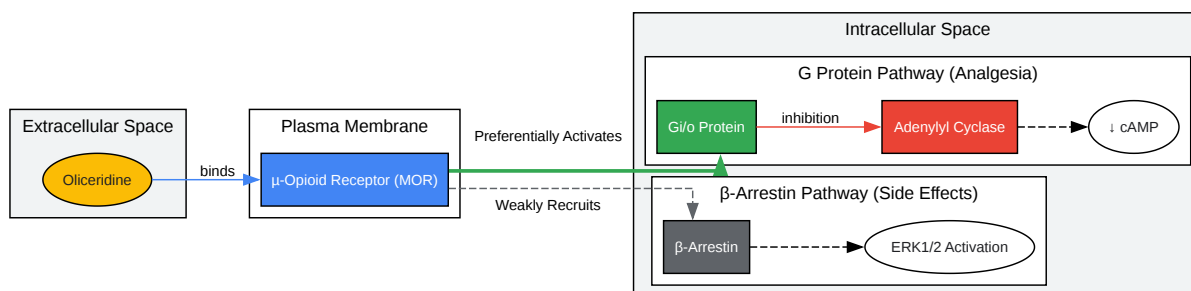 Intracellular Space
G Protein Pathway (Analgesia)
Extracellular Space
Plasma Membrane
Oliceridine
binds
μ-Opioid Receptor (MOR)
Preferentially Activates
Weakly Recruits
Gi/o Protein
inhibition
Adenylyl Cyclase
↓ cAMP
β-Arrestin Pathway (Side Effects)
β-Arrestin
ERK1/2 Activation